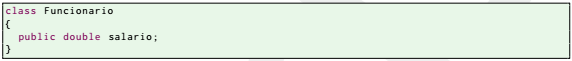 class Funcionario
{
  public double salario;
}